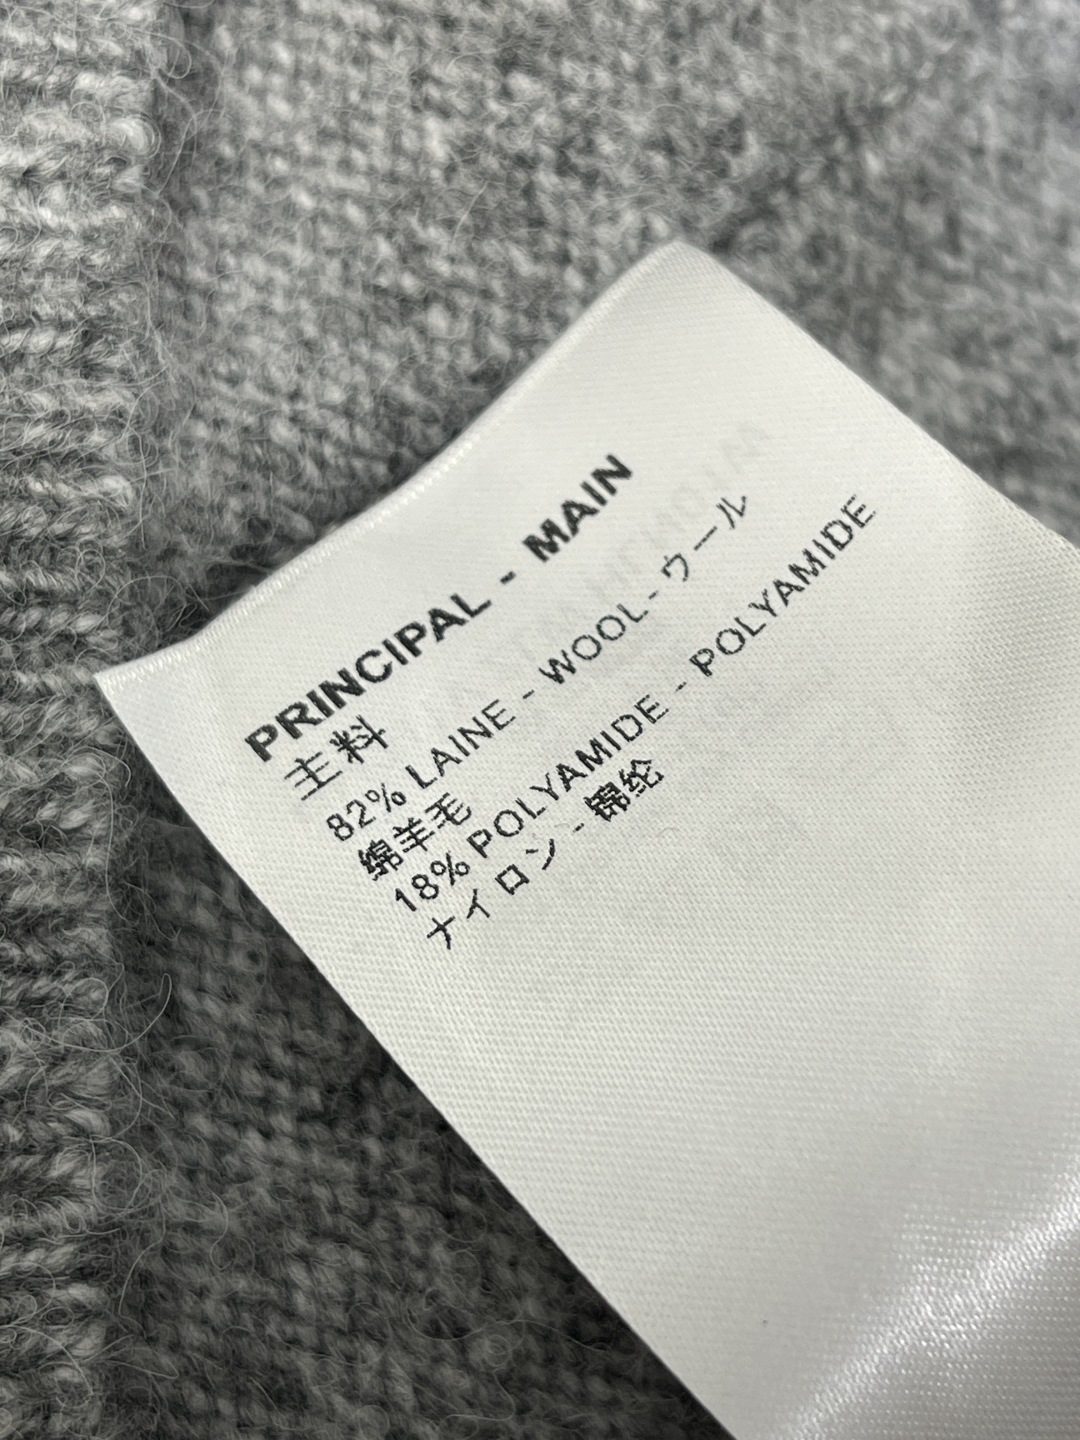 PRINCIPAL - MAIN
主料
82% LAINE - WOOL - ウール
绵羊毛
18% POLYAMIDE - POLYAMIDE
ナイロン - 锦纶